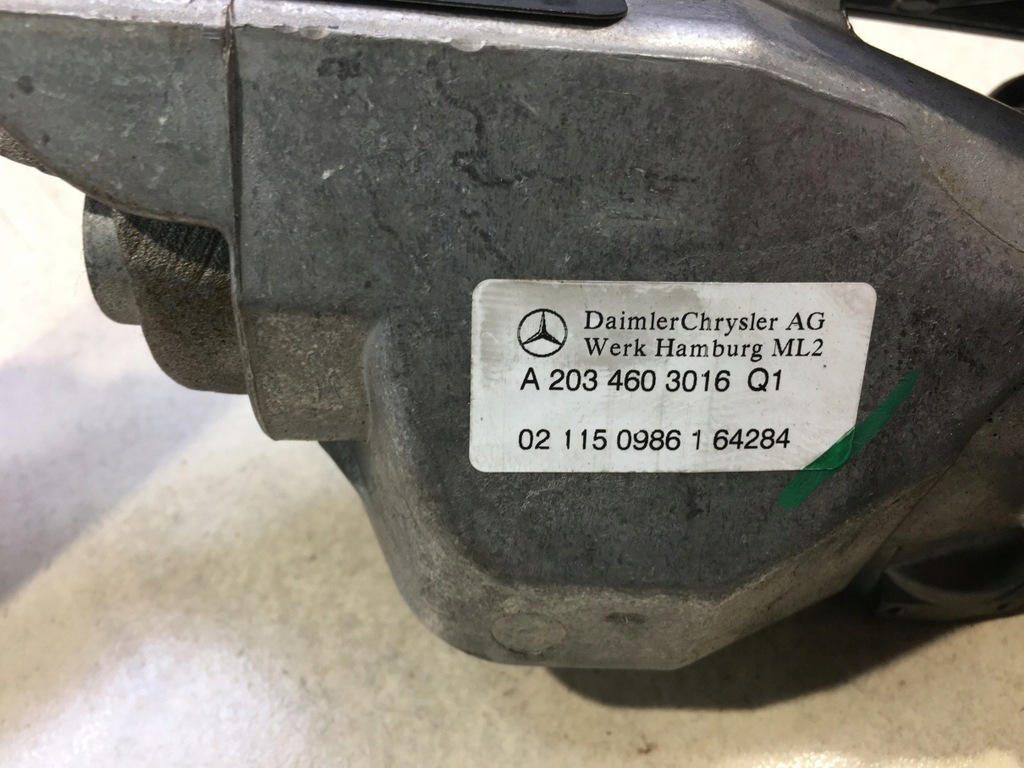 DaimlerChrysler AG
Werk Hamburg ML2
A 203 460 3016 Q1
02 115 0986 1 64284